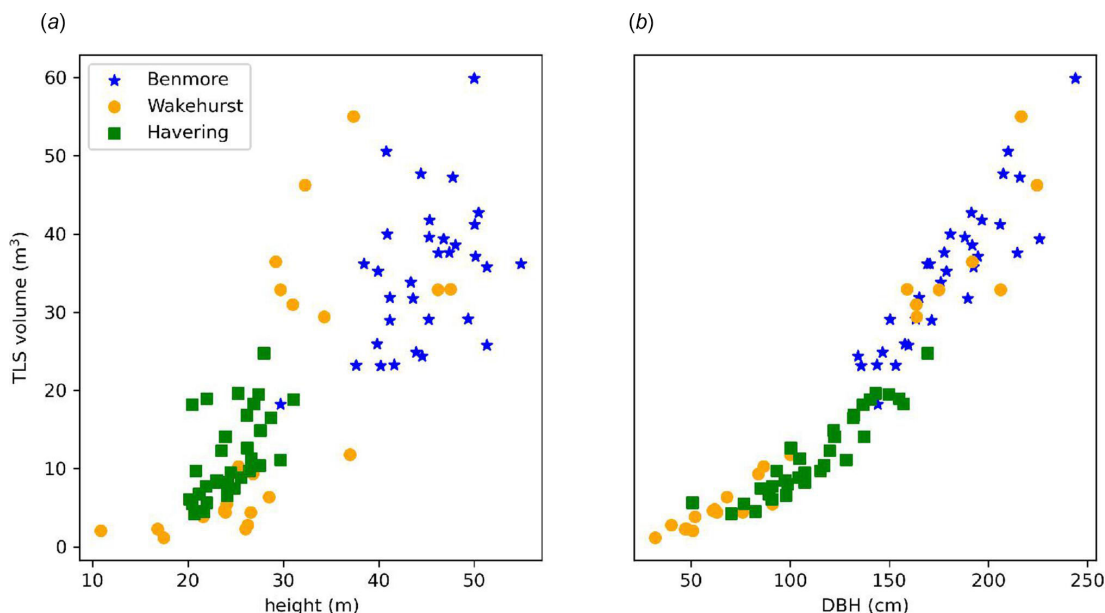 (a)
(b)
Benmore
Wakehurst
Havering
TLS volume (m³)
60
50
40
30
20
10
0
10 20 30 40 50
height (m)
50 100 150 200 250
DBH (cm)